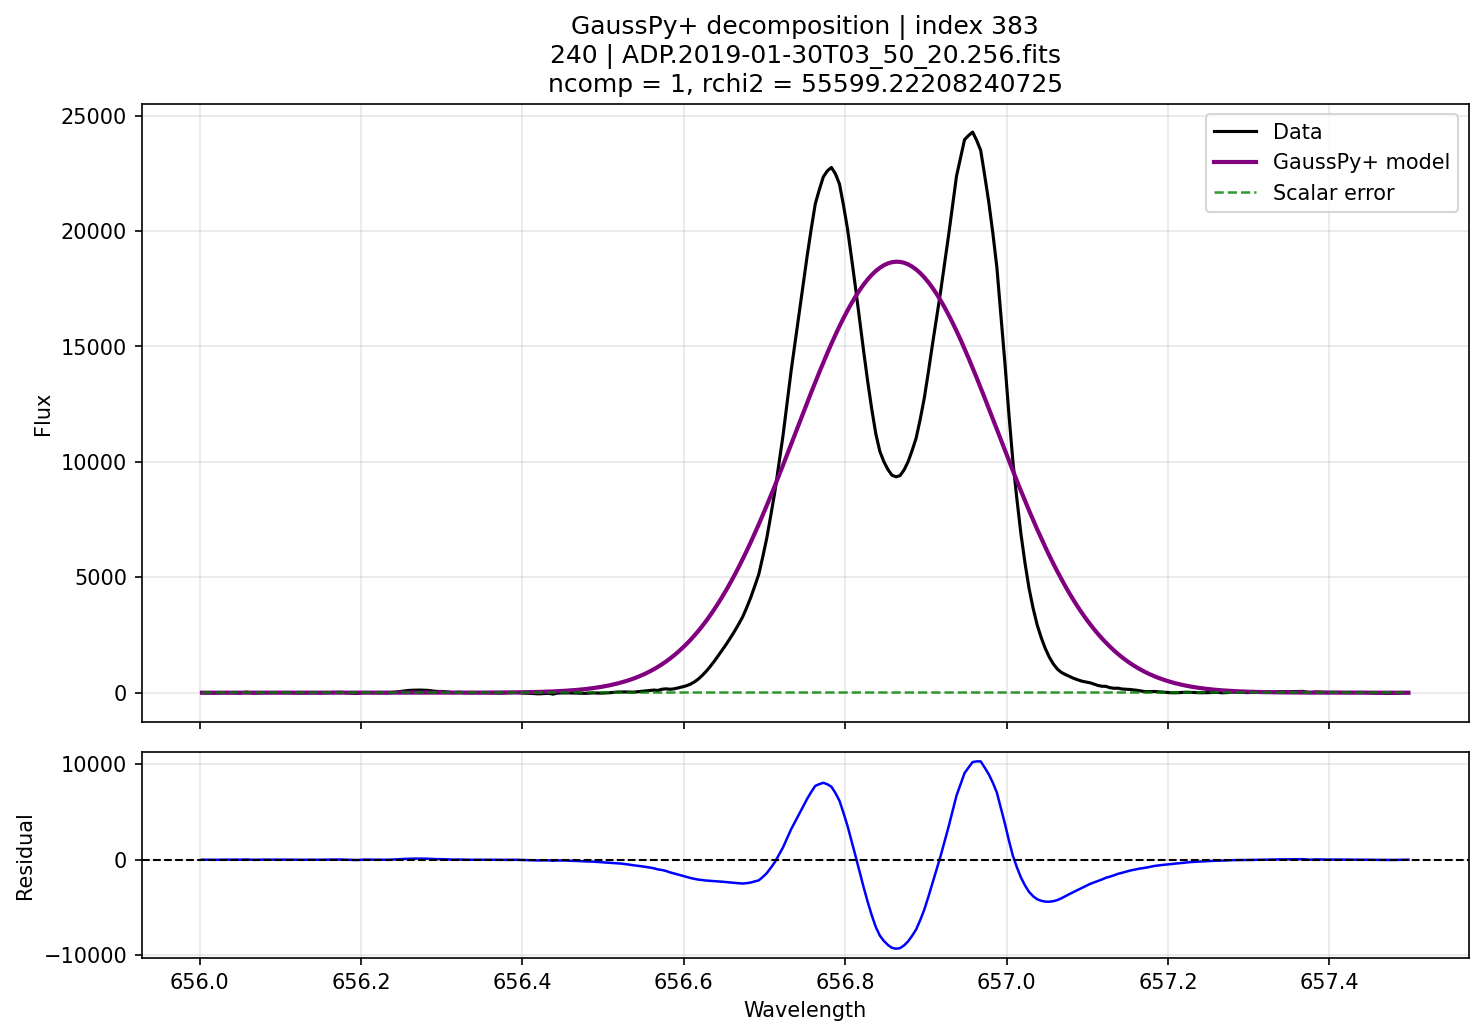 GaussPy+ decomposition | index 383
240 | ADP.2019-01-30T03_50_20.256.fits
ncomp = 1, rchi2 = 55599.22208240725
25000
20000
15000
10000
5000
0
Flux
Data
GaussPy+ model
Scalar error
10000
0
−10000
Residual
656.0 656.2 656.4 656.6 656.8 657.0 657.2 657.4
Wavelength